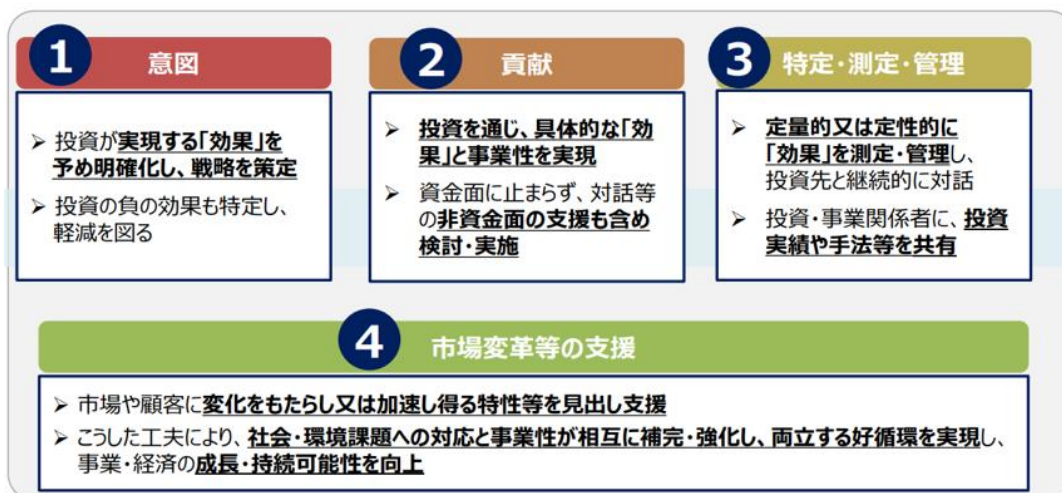 1 意図
➢ 投資が実現する「効果」を
予め明確化し、戦略を策定
➢ 投資の負の効果も特定し、
軽減を図る
2 貢献
➢ 投資を通じ、具体的な「効
果」と事業性を実現
➢ 資金面に止まらず、対話等
の非資金面の支援も含め
検討・実施
3 特定・測定・管理
➢ 定量的又は定性的に
「効果」を測定・管理し、
投資先と継続的に対話
➢ 投資・事業関係者に、投資
実績や手法等を共有
4 市場変革等の支援
➢ 市場や顧客に変化をもたらし又は加速し得る特性等を見出し支援
➢ こうした工夫により、社会・環境課題への対応と事業性が相互に補完・強化し、両立する好循環を実現し、
事業・経済の成長・持続可能性を向上